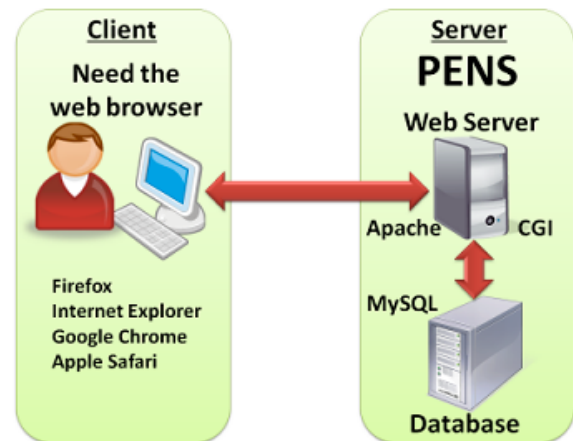 Client
Need the
web browser
Firefox
Internet Explorer
Google Chrome
Apple Safari
Server
PENS
Web Server
Apache CGI
MySQL
Database